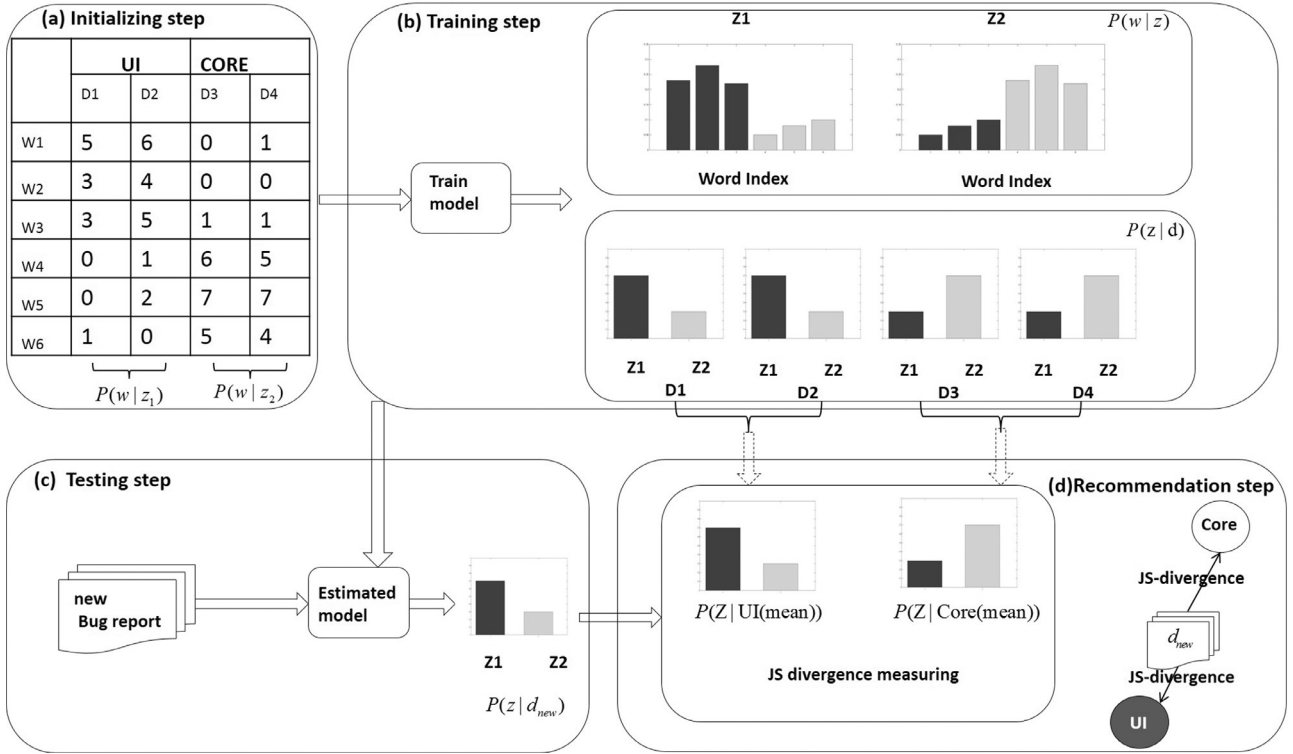 (a) Initializing step
UI CORE
D1 D2 D3 D4
W1 5 6 0 1
W2 3 4 0 0
W3 3 5 1 1
W4 0 1 6 5
W5 0 2 7 7
W6 1 0 5 4
P(w | z₁) P(w | z₂)
(b) Training step
Train
model
Z1 Z2 P(w | z)
Word Index Word Index
P(z | d)
Z1 Z2 Z1 Z2 Z1 Z2 Z1 Z2
D1 D2 D3 D4
(c) Testing step
new
Bug report
Estimated
model
Z1 Z2
P(z | d_new)
(d)Recommendation step
P(Z | UI(mean)) P(Z | Core(mean))
JS divergence measuring
Core
JS-divergence
d_new
JS-divergence
UI